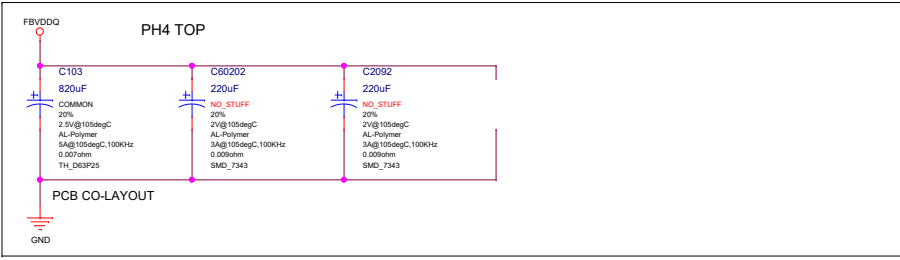 FBVDDQ
PH4 TOP
C103
820uF
COMMON
20%
2.5V@105degC
AL-Polymer
5A@105degC,100KHz
0.007ohm
TH_D63P25
C60202
220uF
NO_STUFF
20%
2V@105degC
AL-Polymer
3A@105degC,100KHz
0.009ohm
SMD_7343
C2092
220uF
NO_STUFF
20%
2V@105degC
AL-Polymer
3A@105degC,100KHz
0.009ohm
SMD_7343
PCB CO-LAYOUT
GND